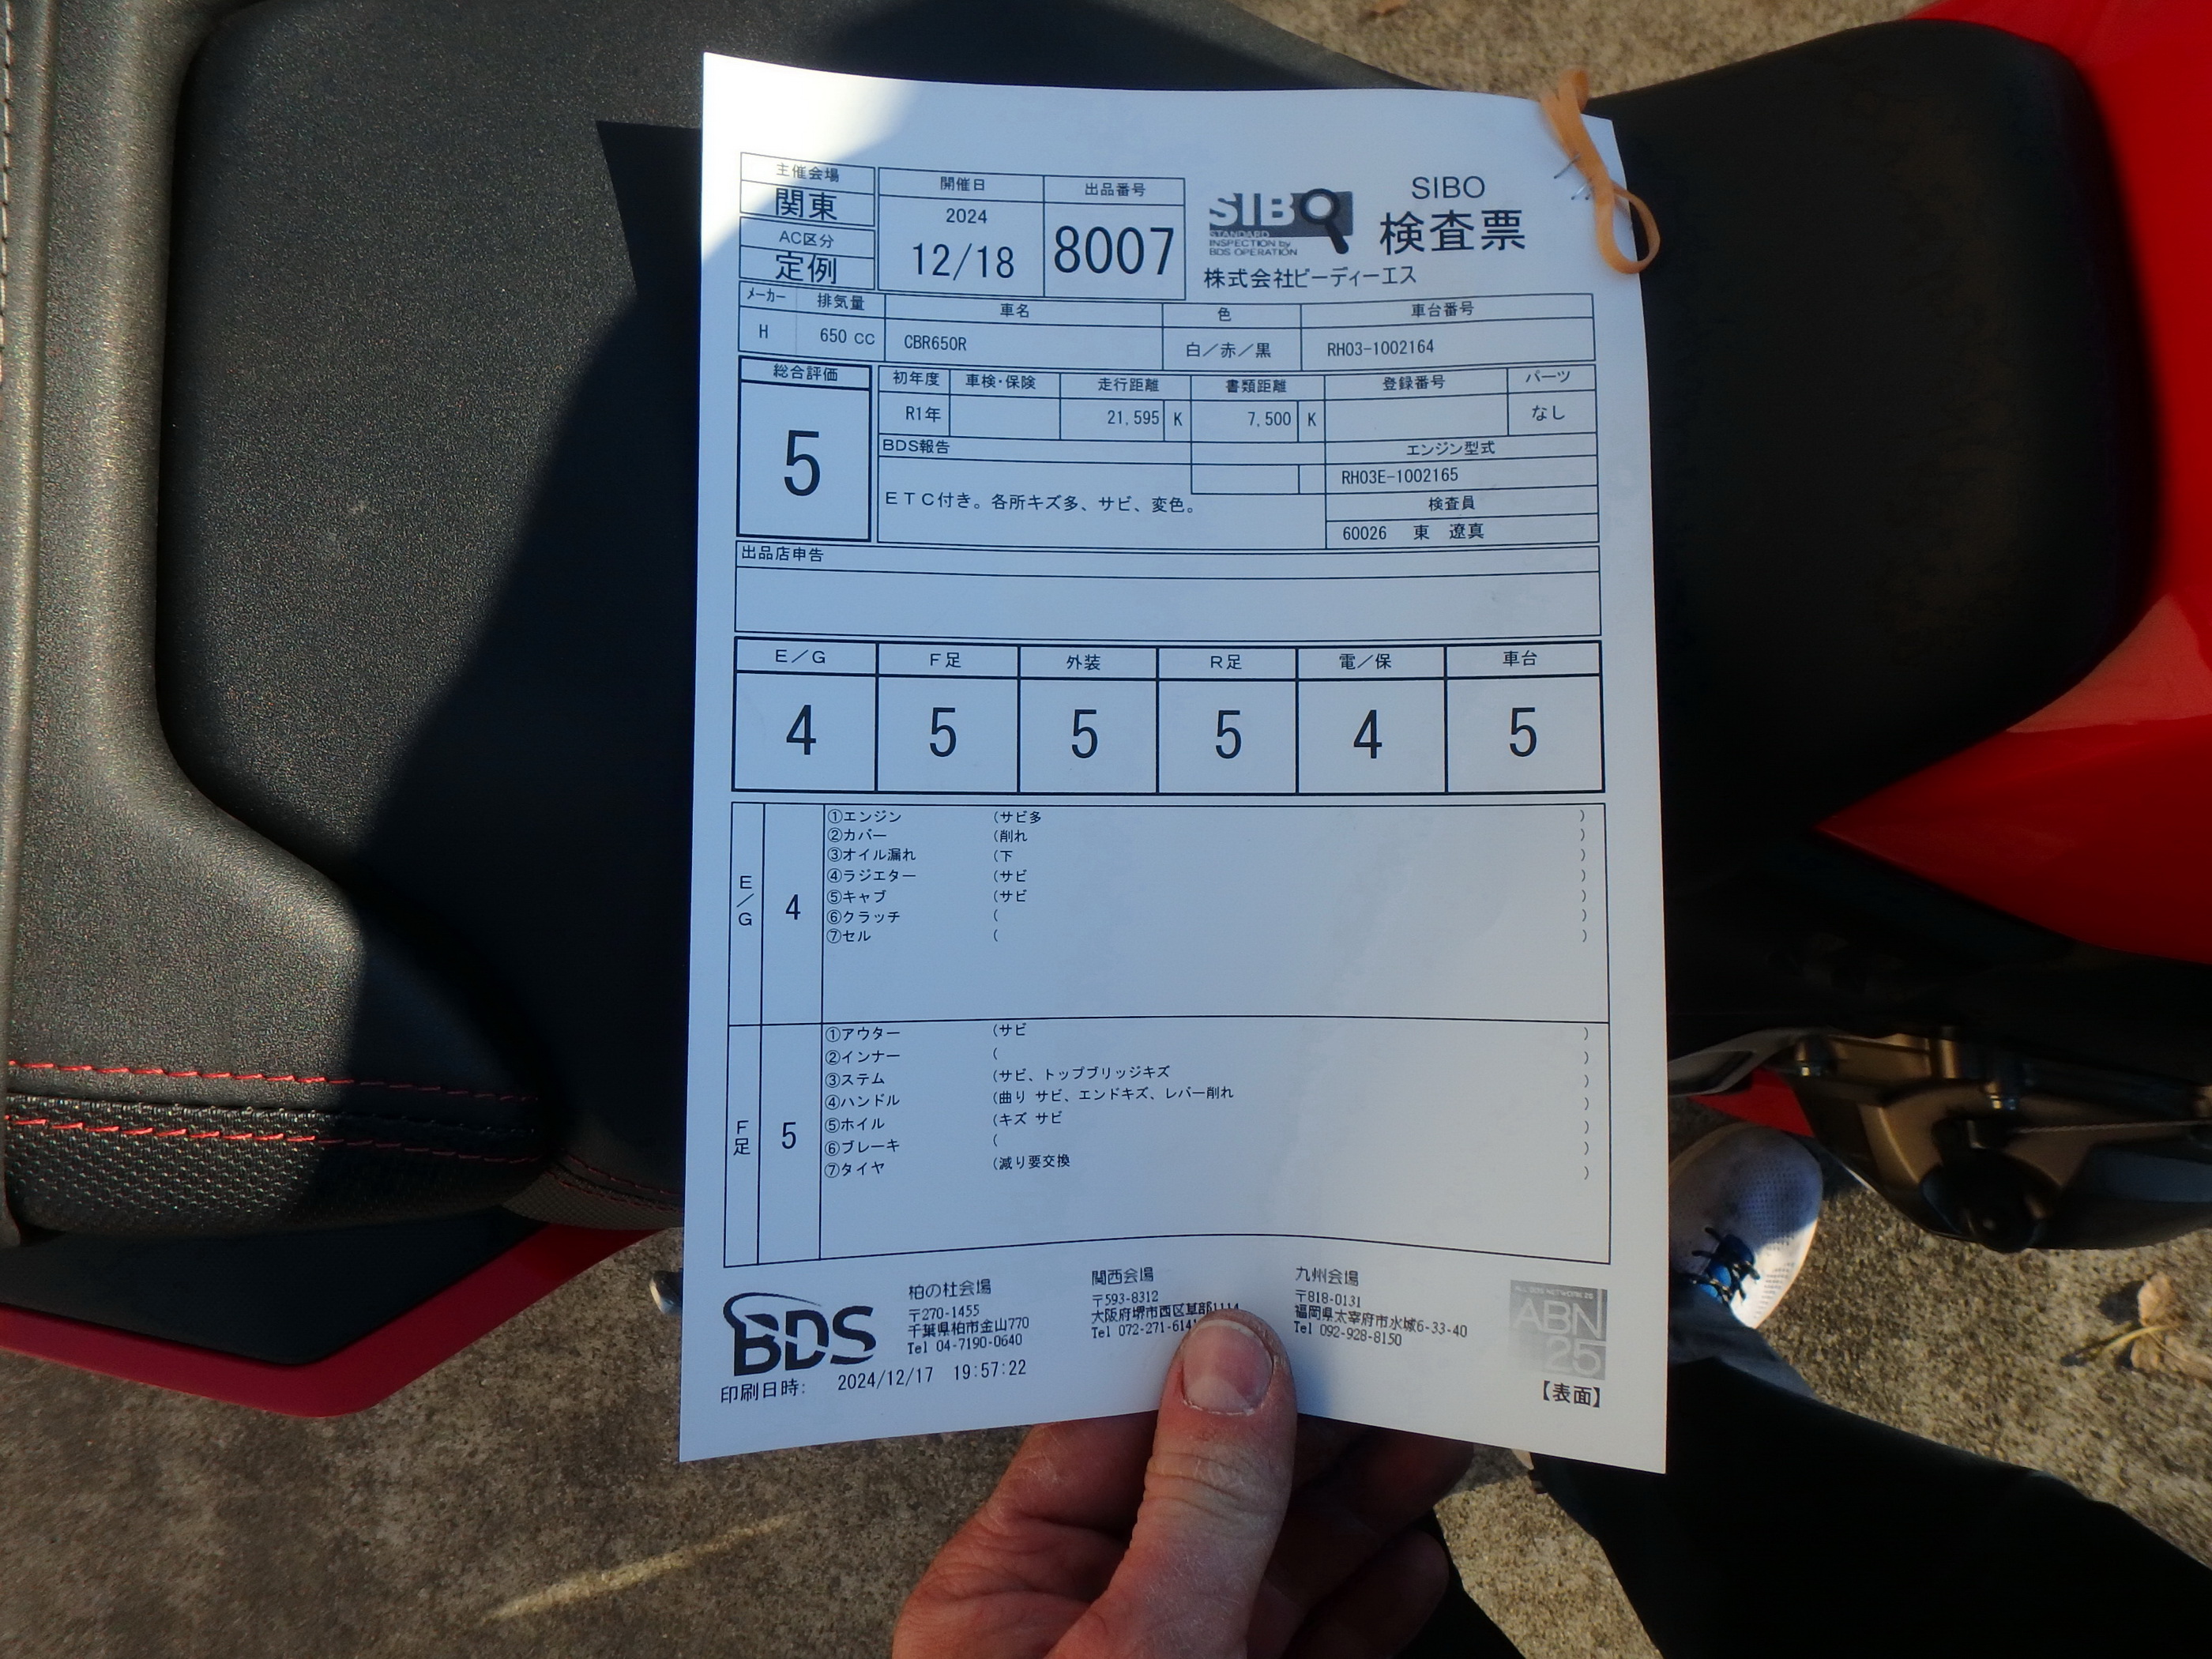 主催会場 開催日 出品番号
関東 2024 12/18 8007
AC区分
定例
SIBO
STANDARD
INSPECTION by
BDS OPERATION
SIBO
検査票
株式会社ビーディーエス
メーカー 排気量 車名 色 車台番号
H 650 CC CBR650R 白／赤／黒 RH03-1002164
総合評価 初年度 車検・保険 走行距離 書類距離 登録番号 パーツ
5 R1年 21,595 K 7,500 K なし
BDS報告 エンジン型式
RH03E-1002165
ETC付き。各所キズ多、サビ、変色。
検査員
60026 東 遼真
出品店申告
E／G F足 外装 R足 電／保 車台
4 5 5 5 4 5
E／G 4
①エンジン (サビ多 )
②カバー (削れ )
③オイル漏れ (下 )
④ラジエター (サビ )
⑤キャブ (サビ )
⑥クラッチ ( )
⑦セル ( )
F足 5
①アウター (サビ )
②インナー ( )
③ステム (サビ、トップブリッジキズ )
④ハンドル (曲り サビ、エンドキズ、レバー削れ )
⑤ホイル (キズ サビ )
⑥ブレーキ ( )
⑦タイヤ (減り要交換 )
BDS
柏の杜会場
〒270-1455
千葉県柏市金山770
Tel 04-7190-0640
関西会場
〒593-8312
大阪府堺市西区草部1114
Tel 072-271-614
九州会場
〒818-0131
福岡県太宰府市水城6-33-40
Tel 092-928-8150
ABN
25
印刷日時: 2024/12/17 19:57:22
【表面】